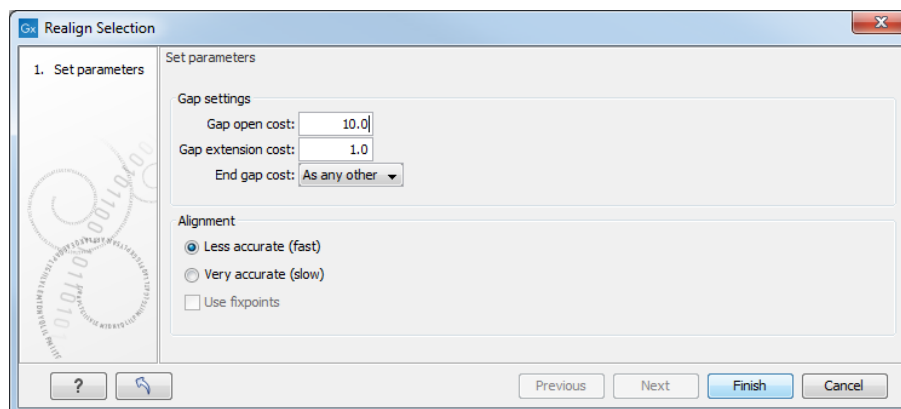 Gx Realign Selection
1. Set parameters
Set parameters
Gap settings
Gap open cost: 10.0
Gap extension cost: 1.0
End gap cost: As any other
Alignment
Less accurate (fast)
Very accurate (slow)
Use fixpoints
? Previous Next Finish Cancel